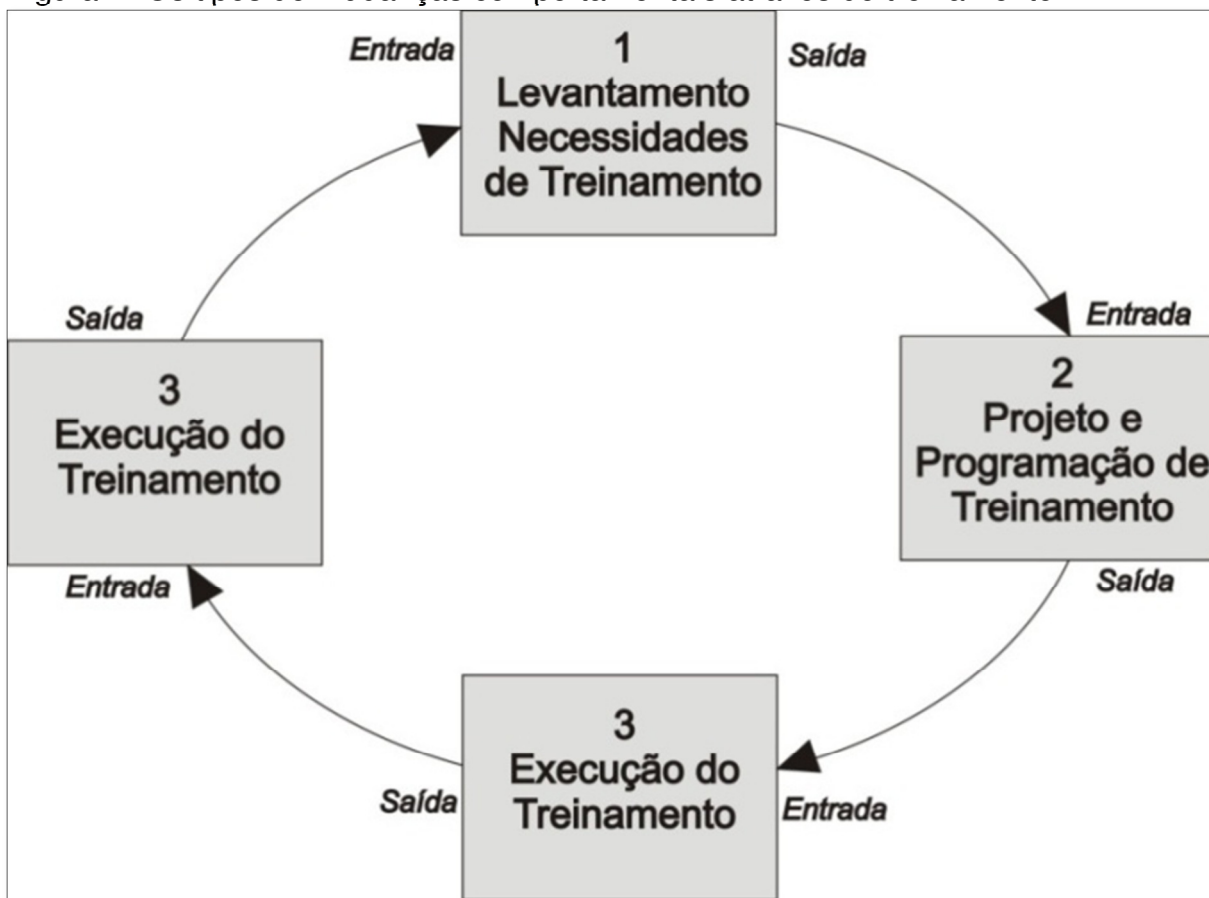 Entrada
1
Levantamento
Necessidades
de Treinamento
Saída
Entrada
2
Projeto e
Programação de
Treinamento
Saída
Entrada
3
Execução do
Treinamento
Saída
Entrada
3
Execução do
Treinamento
Saída